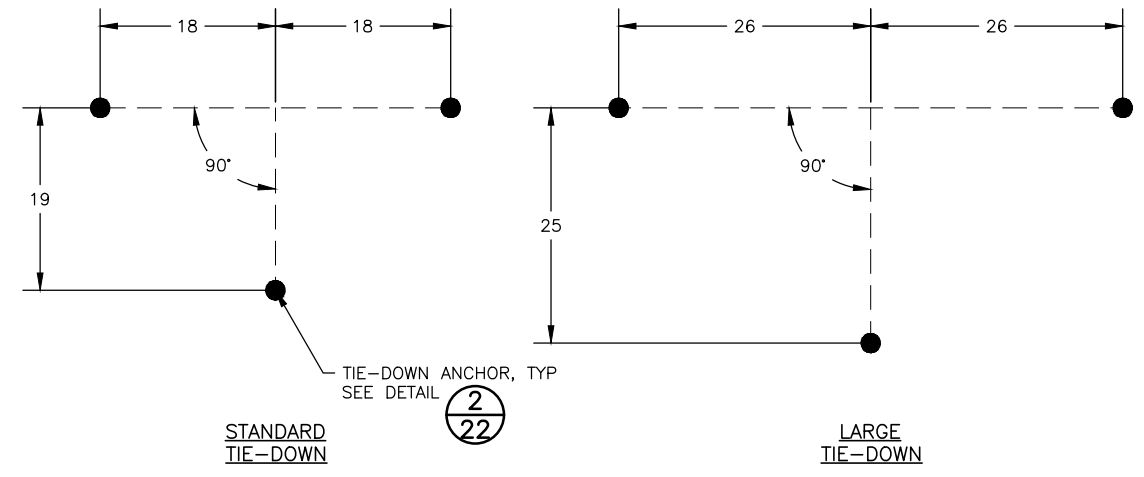 18
18
26
26
90°
90°
19
25
TIE-DOWN ANCHOR, TYP
SEE DETAIL
2
22
STANDARD
TIE-DOWN
LARGE
TIE-DOWN